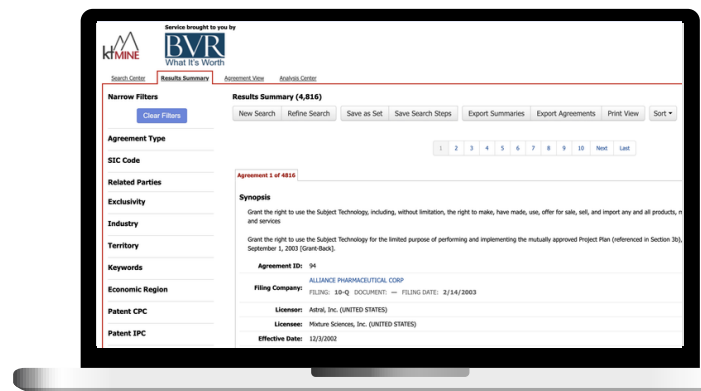 Service brought to you by
ktMINE
BVR
What It's Worth
Search Center Results Summary Agreement View Analysis Center
Narrow Filters
Clear Filters
Agreement Type
SIC Code
Related Parties
Exclusivity
Industry
Territory
Keywords
Economic Region
Patent CPC
Patent IPC
Results Summary (4,816)
New Search Refine Search Save as Set Save Search Steps Export Summaries Export Agreements Print View Sort
1 2 3 4 5 6 7 8 9 10 Next Last
Agreement 1 of 4816
Synopsis
Grant the right to use the Subject Technology, including, without limitation, the right to make, have made, use, offer for sale, sell, and import any and all products, m
and services
Grant the right to use the Subject Technology for the limited purpose of performing and implementing the mutually approved Project Plan (referenced in Section 3b),
September 1, 2003 [Grant-Back].
Agreement ID: 94
Filing Company: ALLIANCE PHARMACEUTICAL CORP
FILING: 10-Q DOCUMENT: — FILING DATE: 2/14/2003
Licensor: Astral, Inc. (UNITED STATES)
Licensee: Mixture Sciences, Inc. (UNITED STATES)
Effective Date: 12/3/2002